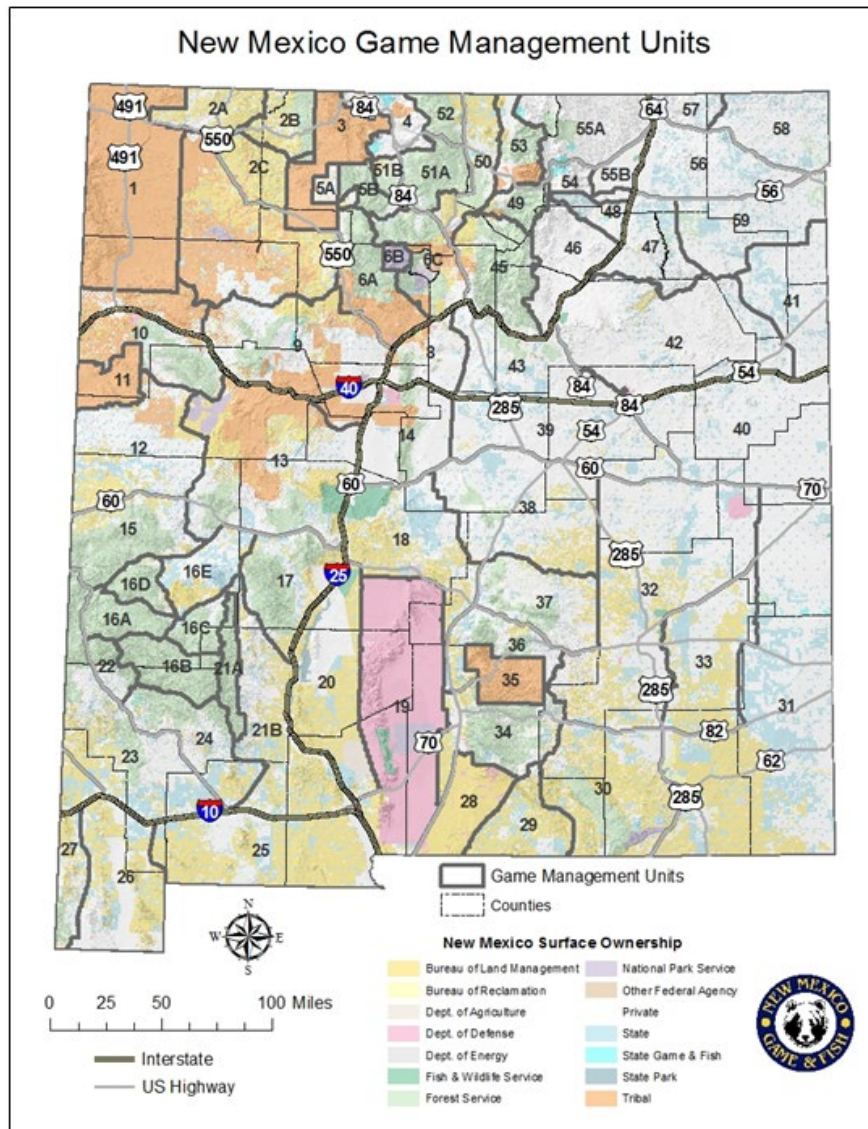 New Mexico Game Management Units
491
2A
84
52
64
57
550
2B
3
4
55A
58
491
50
53
2C
51B
56
1
51A
5A
5B
54
55B
84
56
49
48
59
7
550
46
47
6B
6C
45
6A
41
10
9
8
42
11
40
43
84
54
285
84
14
39
54
40
12
13
60
60
70
60
38
15
18
285
16E
17
25
32
16D
37
16A
16C
36
33
22
16B
21A
20
35
285
31
19
24
21B
70
34
82
23
62
10
28
30
285
29
27
25
26
Game Management Units
Counties
N
W E
S
New Mexico Surface Ownership
Bureau of Land Management
Bureau of Reclamation
Dept. of Agriculture
Dept. of Defense
Dept. of Energy
Fish & Wildlife Service
Forest Service
National Park Service
Other Federal Agency
Private
State
State Game & Fish
State Park
Tribal
0 25 50 100 Miles
Interstate
US Highway
NEW MEXICO
GAME & FISH